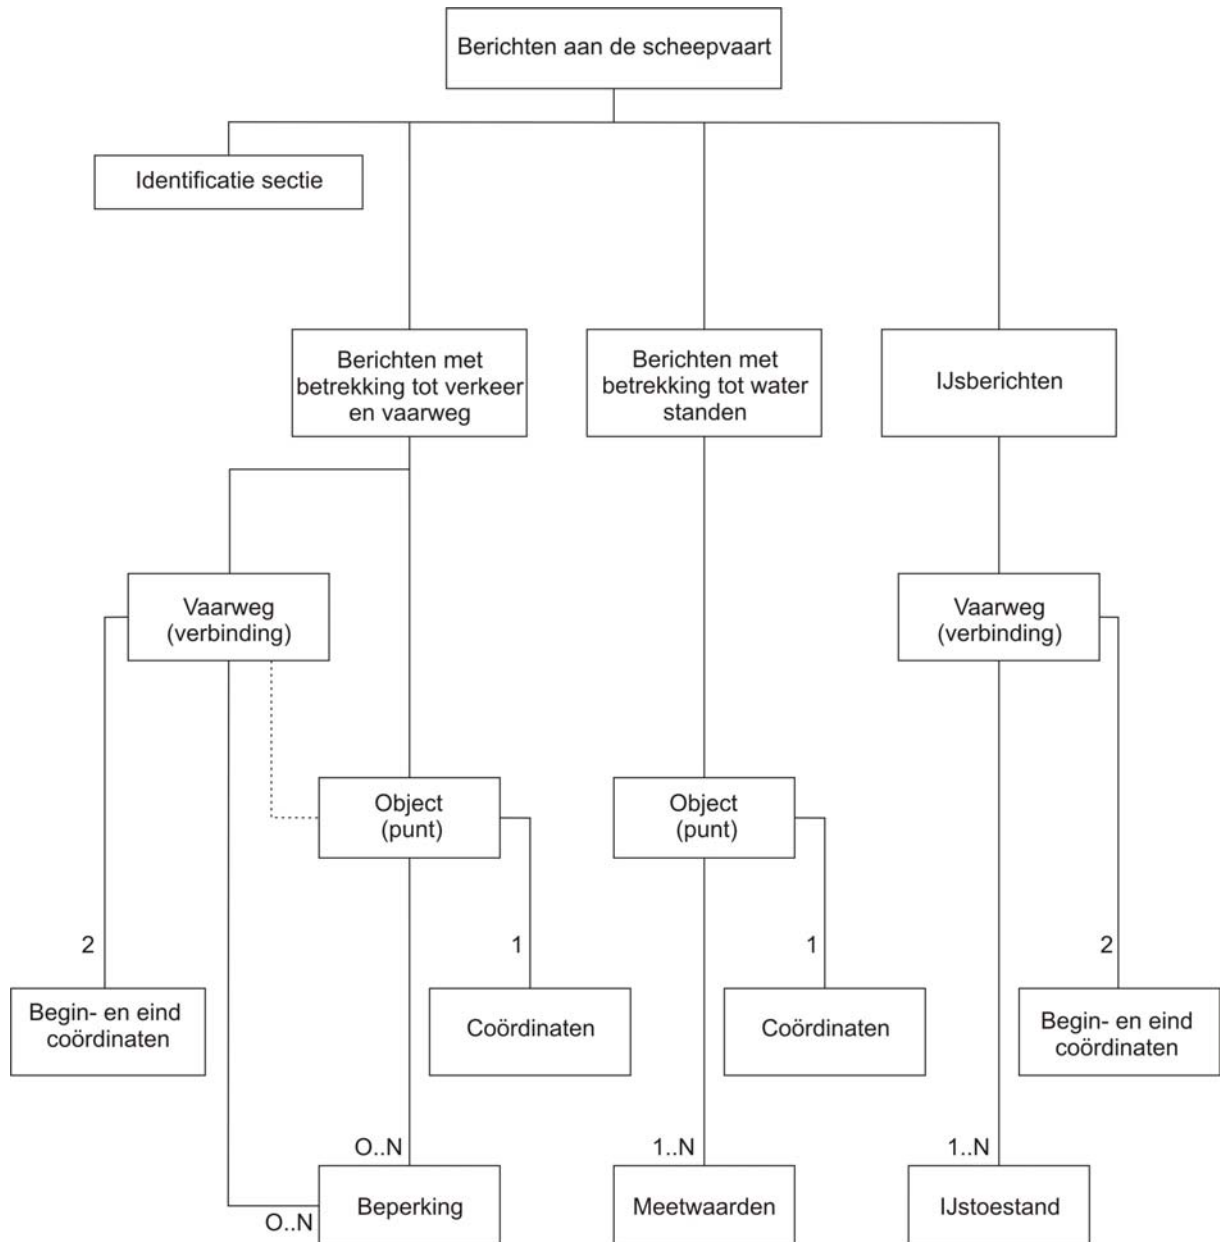 Berichten aan de scheepvaart
Identificatie sectie
Berichten met
betrekking tot verkeer
en vaarweg
Berichten met
betrekking tot water
standen
IJsberichten
Vaarweg
(verbinding)
Vaarweg
(verbinding)
Object
(punt)
Object
(punt)
2
1
1
2
Begin- en eind
coördinaten
Coördinaten
Coördinaten
Begin- en eind
coördinaten
O..N
1..N
1..N
O..N
Beperking
Meetwaarden
IJstoestand